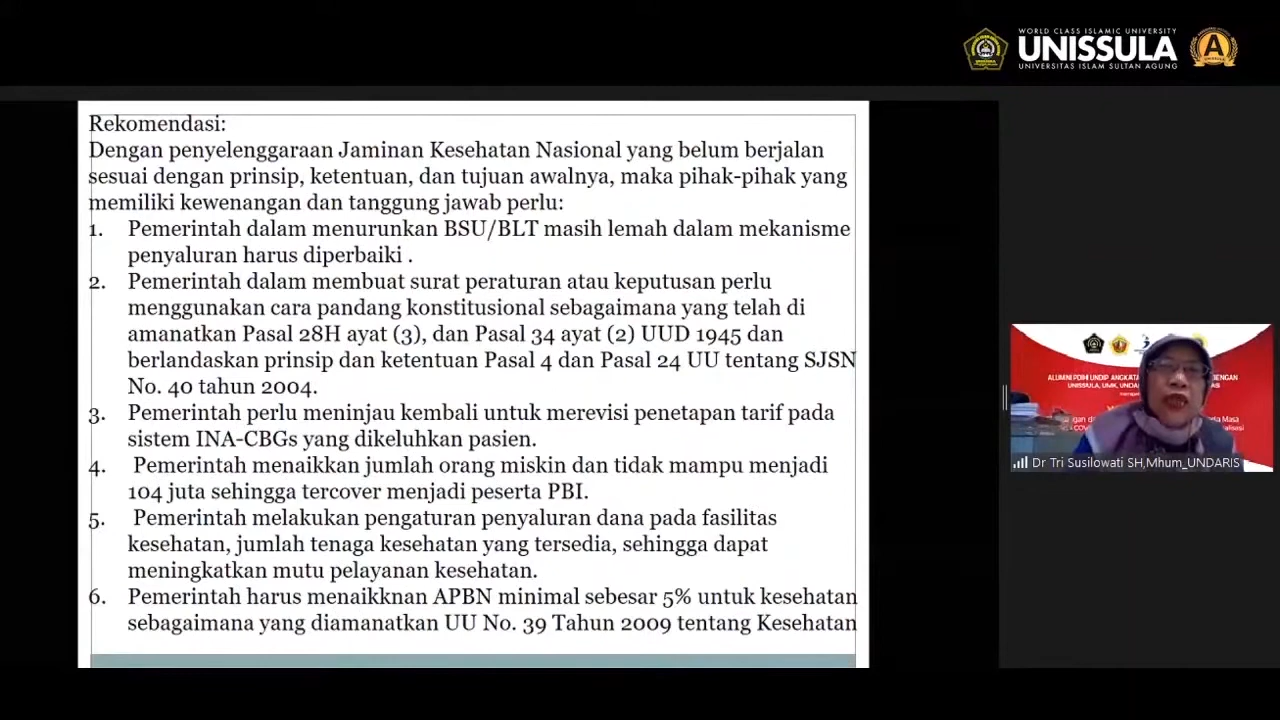 WORLD CLASS ISLAMIC UNIVERSITY
UNISSULA
UNIVERSITAS ISLAM SULTAN AGUNG
A
Rekomendasi:
Dengan penyelenggaraan Jaminan Kesehatan Nasional yang belum berjalan
sesuai dengan prinsip, ketentuan, dan tujuan awalnya, maka pihak-pihak yang
memiliki kewenangan dan tanggung jawab perlu:
1. Pemerintah dalam menurunkan BSU/BLT masih lemah dalam mekanisme
penyaluran harus diperbaiki .
2. Pemerintah dalam membuat surat peraturan atau keputusan perlu
menggunakan cara pandang konstitusional sebagaimana yang telah di
amanatkan Pasal 28H ayat (3), dan Pasal 34 ayat (2) UUD 1945 dan
berlandaskan prinsip dan ketentuan Pasal 4 dan Pasal 24 UU tentang SJSN
No. 40 tahun 2004.
3. Pemerintah perlu meninjau kembali untuk merevisi penetapan tarif pada
sistem INA-CBGs yang dikeluhkan pasien.
4. Pemerintah menaikkan jumlah orang miskin dan tidak mampu menjadi
104 juta sehingga tercover menjadi peserta PBI.
5. Pemerintah melakukan pengaturan penyaluran dana pada fasilitas
kesehatan, jumlah tenaga kesehatan yang tersedia, sehingga dapat
meningkatkan mutu pelayanan kesehatan.
6. Pemerintah harus menaikknan APBN minimal sebesar 5% untuk kesehatan
sebagaimana yang diamanatkan UU No. 39 Tahun 2009 tentang Kesehatan
ALUMNI PDIH UNDIP ANGKATA DENGAN
UNISSULA, UMK, UNDA
Dr Tri Susilowati SH,Mhum_UNDARIS